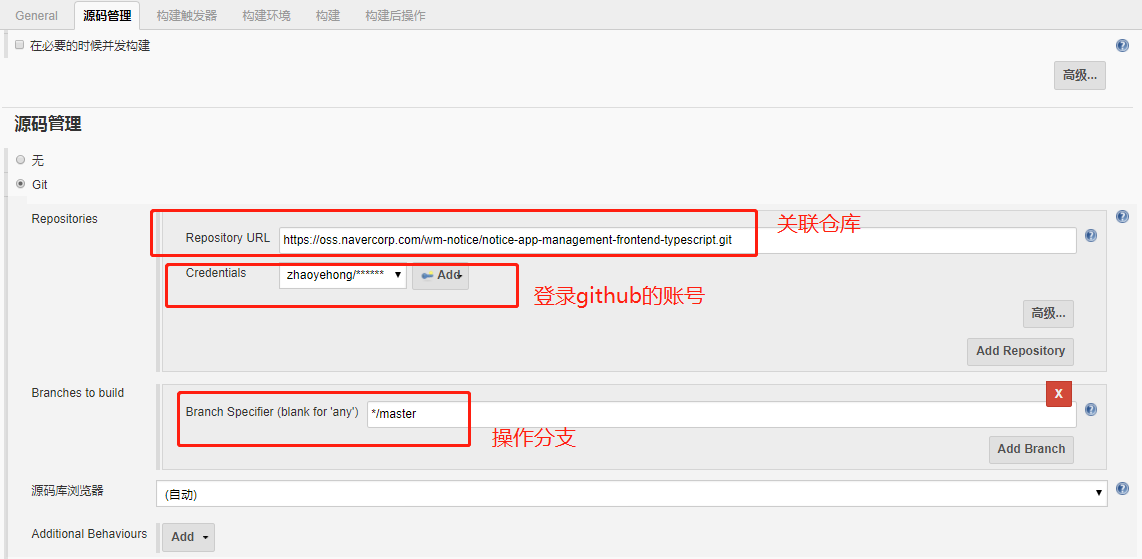 General 源码管理 构建触发器 构建环境 构建 构建后操作
在必要的时候并发构建
高级...
源码管理
无
Git
Repositories
Repository URL https://oss.navercorp.com/wm-notice/notice-app-management-frontend-typescript.git
关联仓库
Credentials zhaoyehong/****** Add
登录github的账号
高级...
Add Repository
Branches to build
X
Branch Specifier (blank for 'any') */master
操作分支
Add Branch
源码库浏览器 (自动)
Additional Behaviours Add